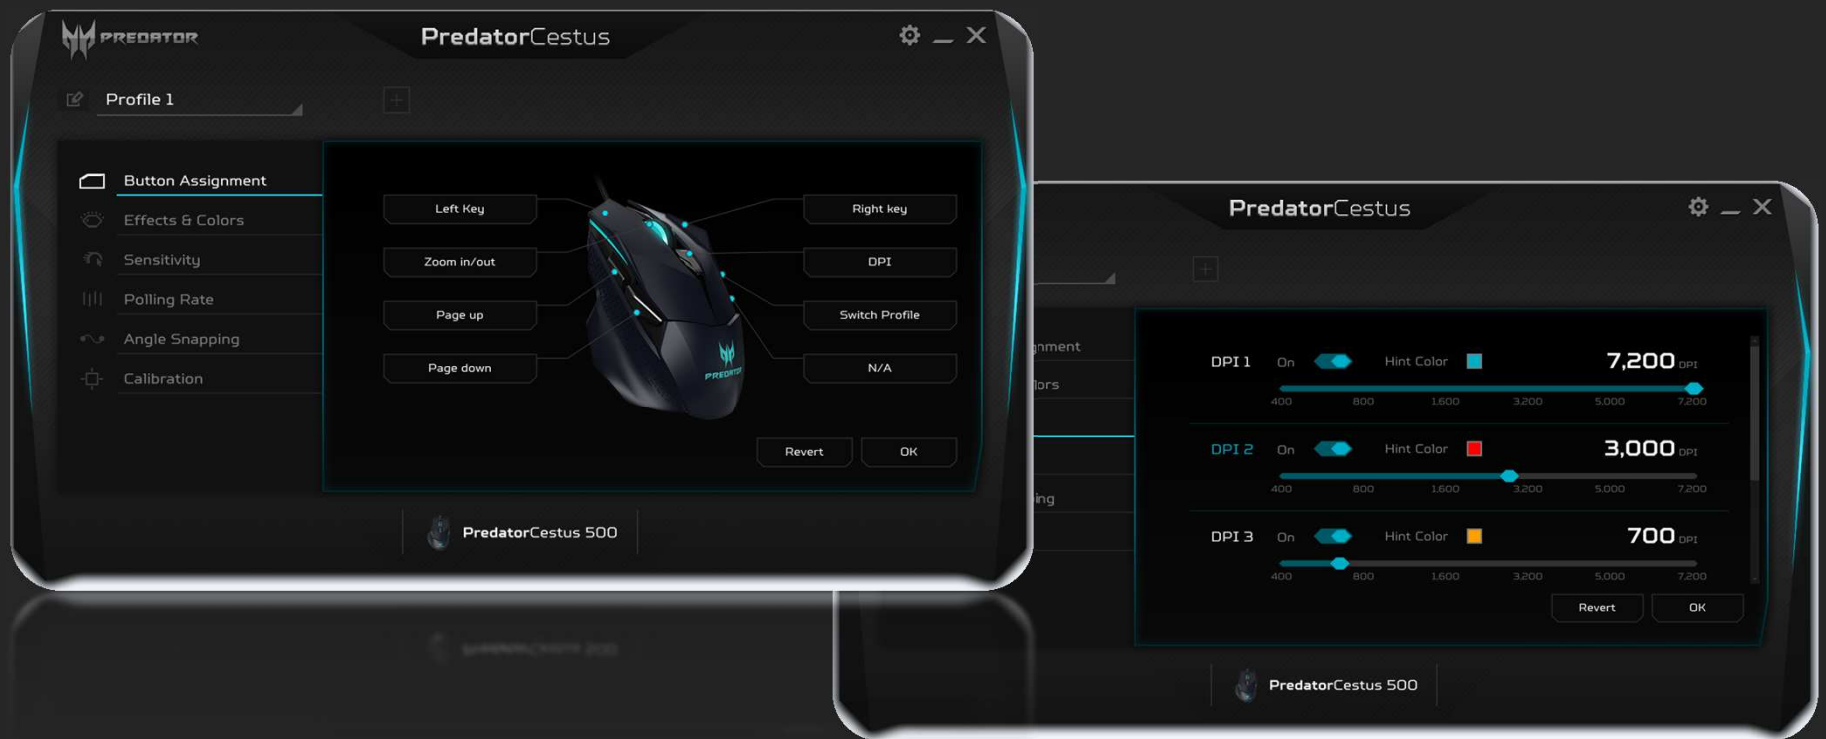 PREDATOR
PredatorCestus
Profile 1
Button Assignment
Effects & Colors
Sensitivity
Polling Rate
Angle Snapping
Calibration
Left Key
Zoom in/out
Page up
Page down
Right key
DPI
Switch Profile
N/A
PREDATOR
Revert
OK
PredatorCestus 500
PredatorCestus
gnment
lors
ing
DPI 1 On Hint Color 7,200 DPI
400 800 1,600 3,200 5,000 7,200
DPI 2 On Hint Color 3,000 DPI
400 800 1,600 3,200 5,000 7,200
DPI 3 On Hint Color 700 DPI
400 800 1,600 3,200 5,000 7,200
Revert
OK
PredatorCestus 500